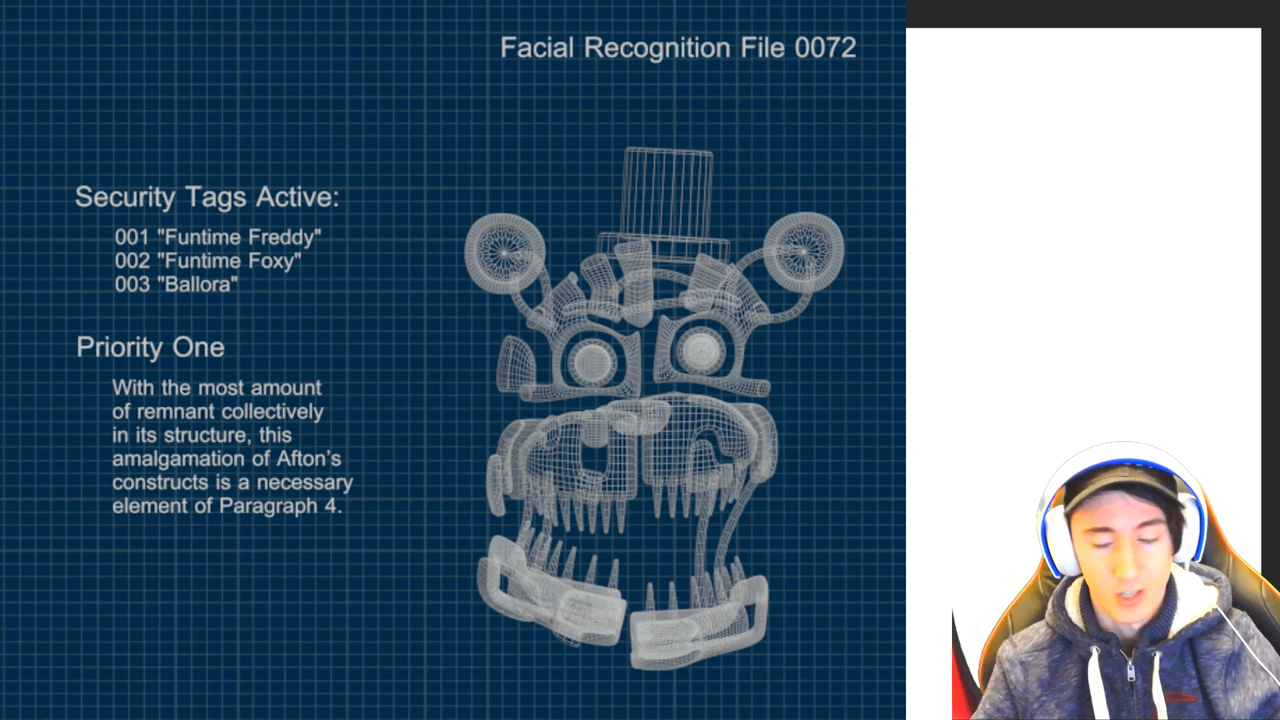 Facial Recognition File 0072
Security Tags Active:
001 "Funtime Freddy"
002 "Funtime Foxy"
003 "Ballora"
Priority One
With the most amount
of remnant collectively
in its structure, this
amalgamation of Afton's
constructs is a necessary
element of Paragraph 4.